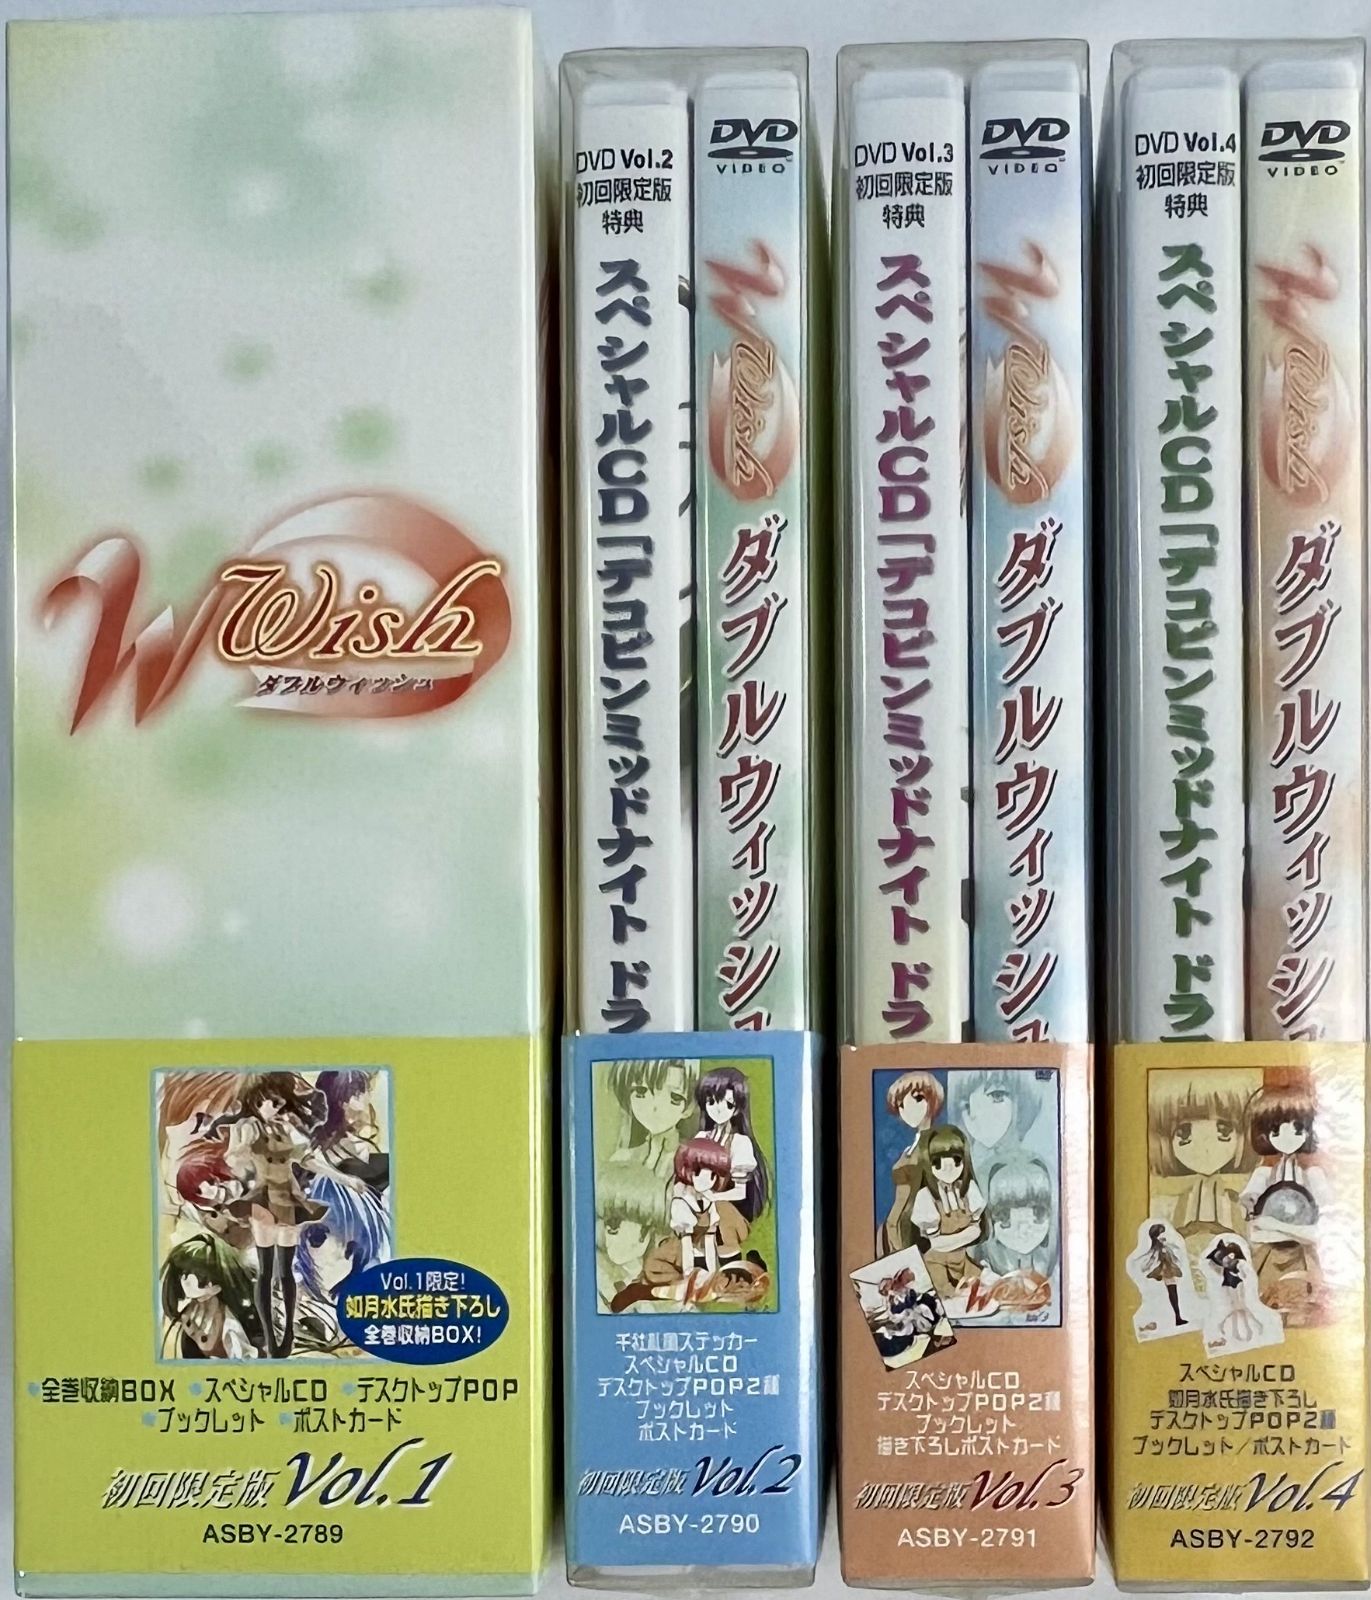 W Wish
ダブルウィッシュ
Vol.1限定!
如月水氏描き下ろし
全巻収納BOX!
全巻収納BOX スペシャルCD デスクトップPOP
ブックレット ポストカード
初回限定版 Vol.1
ASBY-2789
DVD Vol.2
初回限定版
特典
スペシャルCD「デコピンミッドナイト ドラ
DVD
VIDEO
W Wish
ダブルウィッシュ
W Wish
千社札風ステッカー
スペシャルCD
デスクトップPOP2種
ブックレット
ポストカード
初回限定版 Vol.2
ASBY-2790
DVD Vol.3
初回限定版
特典
スペシャルCD「デコピンミッドナイト ドラ
DVD
VIDEO
W Wish
ダブルウィッシュ
W Wish
スペシャルCD
デスクトップPOP2種
ブックレット
描き下ろしポストカード
初回限定版 Vol.3
ASBY-2791
DVD Vol.4
初回限定版
特典
スペシャルCD「デコピンミッドナイト ドラ
DVD
VIDEO
W Wish
ダブルウィッシュ
スペシャルCD
如月水氏描き下ろし
デスクトップPOP2種
ブックレット/ポストカード
初回限定版 Vol.4
ASBY-2792